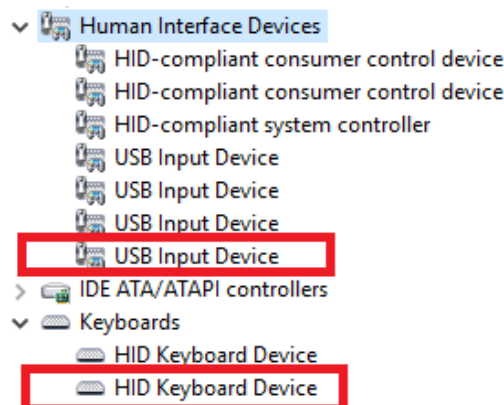 Human Interface Devices
HID-compliant consumer control device
HID-compliant consumer control device
HID-compliant system controller
USB Input Device
USB Input Device
USB Input Device
USB Input Device
IDE ATA/ATAPI controllers
Keyboards
HID Keyboard Device
HID Keyboard Device